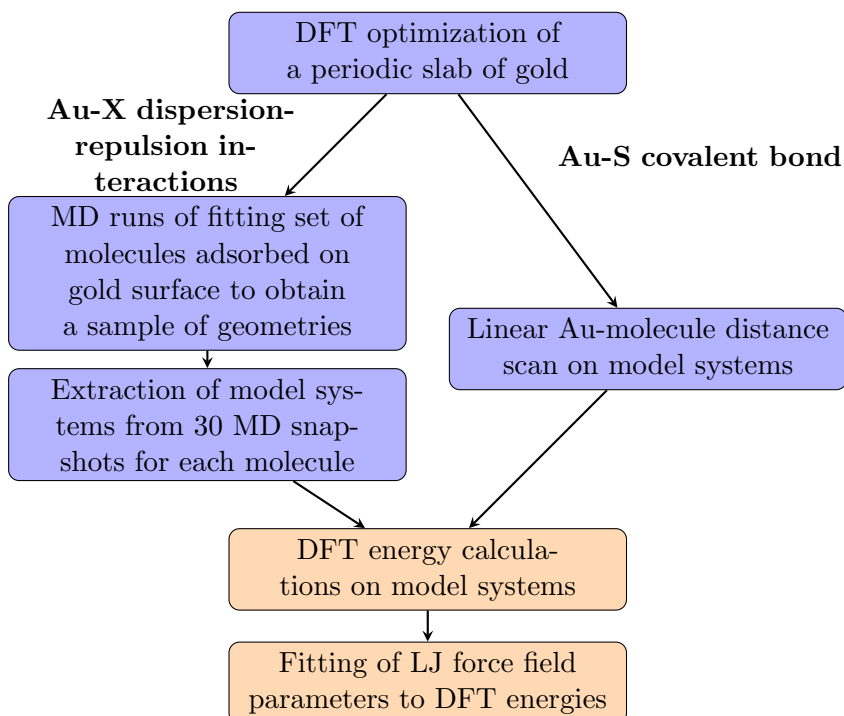 DFT optimization of
a periodic slab of gold
Au-X dispersion-
repulsion in-
teractions
Au-S covalent bond
MD runs of fitting set of
molecules adsorbed on
gold surface to obtain
a sample of geometries
Linear Au-molecule distance
scan on model systems
Extraction of model sys-
tems from 30 MD snap-
shots for each molecule
DFT energy calcula-
tions on model systems
Fitting of LJ force field
parameters to DFT energies